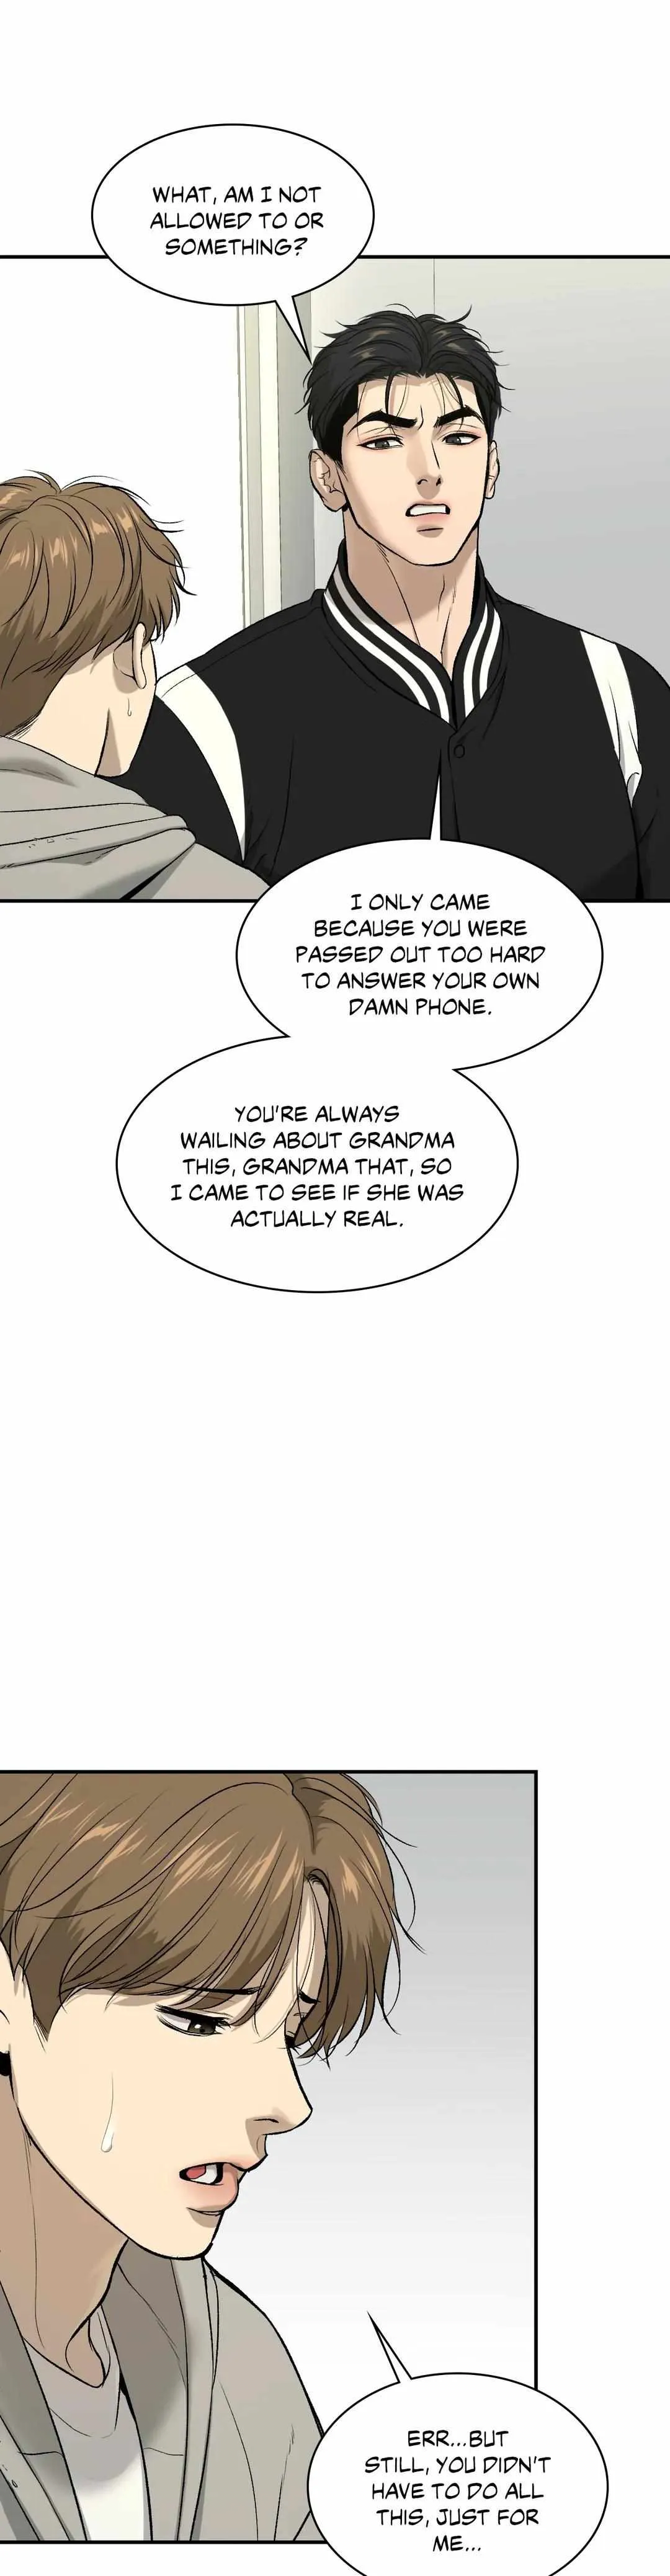 WHAT, AM I NOT
ALLOWED TO OR
SOMETHING?
I ONLY CAME
BECAUSE YOU WERE
PASSED OUT TOO HARD
TO ANSWER YOUR OWN
DAMN PHONE.
YOU'RE ALWAYS
WAILING ABOUT GRANDMA
THIS, GRANDMA THAT, SO
I CAME TO SEE IF SHE WAS
ACTUALLY REAL.
ERR...BUT
STILL, YOU DIDN'T
HAVE TO DO ALL
THIS, JUST FOR
ME...